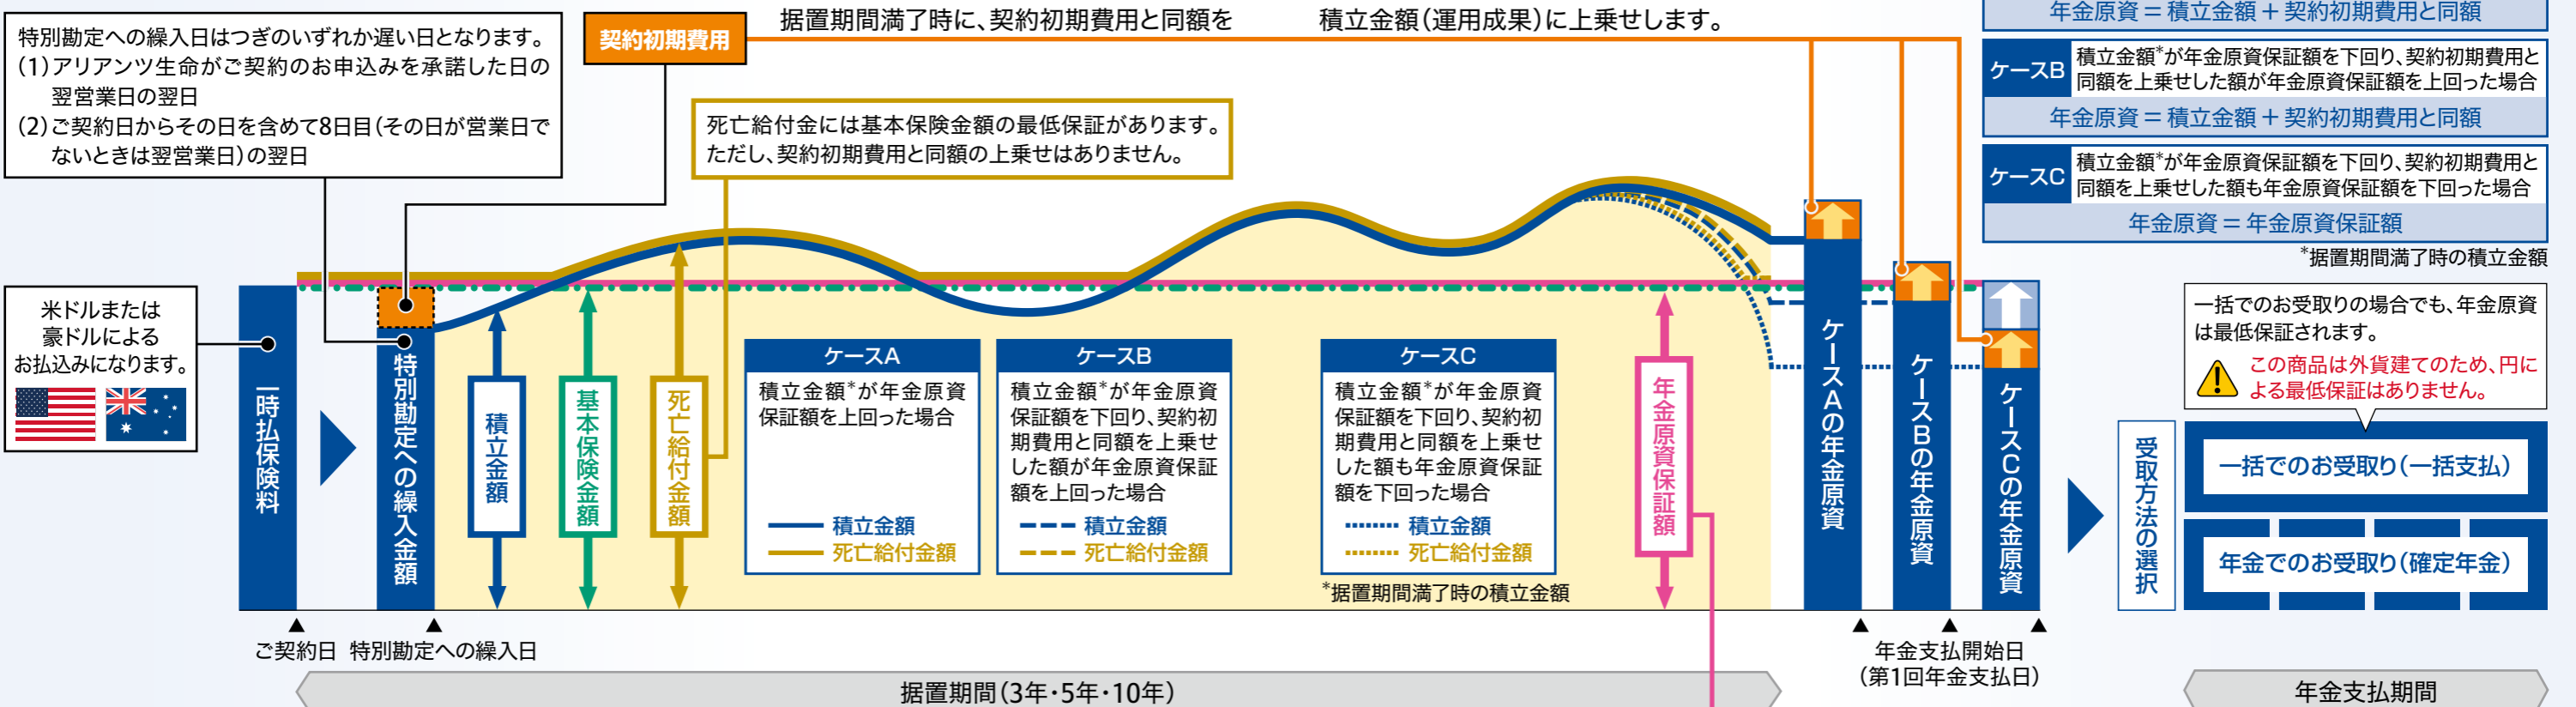 特別勘定への繰入日はつぎのいずれか遅い日となります。
(1)アリアンツ生命がご契約のお申込みを承諾した日の
翌営業日の翌日
(2)ご契約日からその日を含めて8日目(その日が営業日で
ないときは翌営業日)の翌日
契約初期費用
据置期間満了時に、契約初期費用と同額を
積立金額(運用成果)に上乗せします。
死亡給付金には基本保険金額の最低保証があります。
ただし、契約初期費用と同額の上乗せはありません。
年金原資=積立金額+契約初期費用と同額
ケースB
積立金額*が年金原資保証額を下回り、契約初期費用と
同額を上乗せした額が年金原資保証額を上回った場合
年金原資=積立金額+契約初期費用と同額
ケースC
積立金額*が年金原資保証額を下回り、契約初期費用と
同額を上乗せした額も年金原資保証額を下回った場合
年金原資=年金原資保証額
*据置期間満了時の積立金額
米ドルまたは
豪ドルによる
お払込みになります。
一時払保険料
特別勘定への繰入金額
積立金額
基本保険金額
死亡給付金額
ケースA
積立金額*が年金原資
保証額を上回った場合
積立金額
死亡給付金額
ケースB
積立金額*が年金原資
保証額を下回り、契約初
期費用と同額を上乗せ
した額が年金原資保証
額を上回った場合
積立金額
死亡給付金額
ケースC
積立金額*が年金原資
保証額を下回り、契約初
期費用と同額を上乗せ
した額も年金原資保証
額を下回った場合
積立金額
死亡給付金額
*据置期間満了時の積立金額
年金原資保証額
ケースAの年金原資
ケースBの年金原資
ケースCの年金原資
一括でのお受取りの場合でも、年金原資
は最低保証されます。
この商品は外貨建てのため、円に
よる最低保証はありません。
受取方法の選択
一括でのお受取り(一括支払)
年金でのお受取り(確定年金)
▲
ご契約日
▲
特別勘定への繰入日
▲ ▲ ▲
年金支払開始日
(第1回年金支払日)
据置期間(3年・5年・10年)
年金支払期間